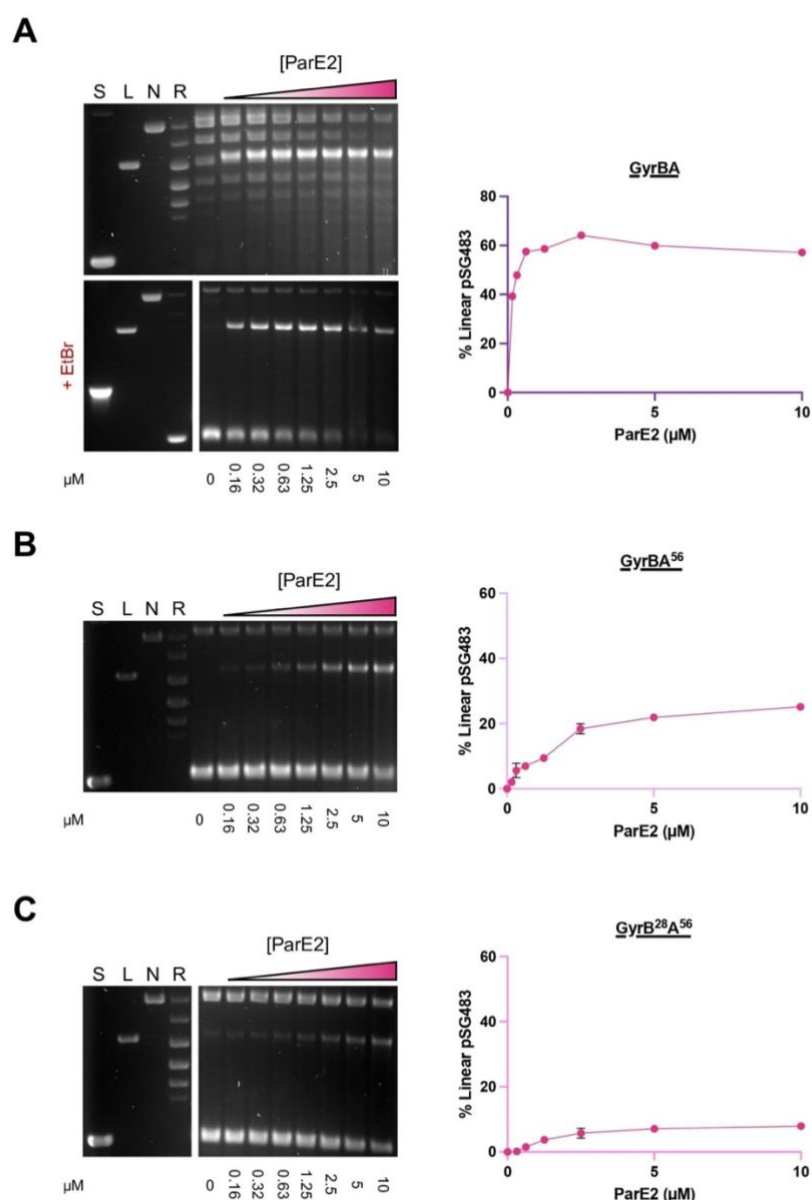 A
[ParE2]
S L N R
+ EtBr
µM 0 0.16 0.32 0.63 1.25 2.5 5 10
GyrBA
80
60
40
20
0
% Linear pSG483
0 5 10
ParE2 (µM)
B
[ParE2]
S L N R
µM 0 0.16 0.32 0.63 1.25 2.5 5 10
GyrBA⁵⁶
60
40
20
0
% Linear pSG483
0 5 10
ParE2 (µM)
C
[ParE2]
S L N R
µM 0 0.16 0.32 0.63 1.25 2.5 5 10
GyrB²⁸A⁵⁶
60
40
20
0
% Linear pSG483
0 5 10
ParE2 (µM)